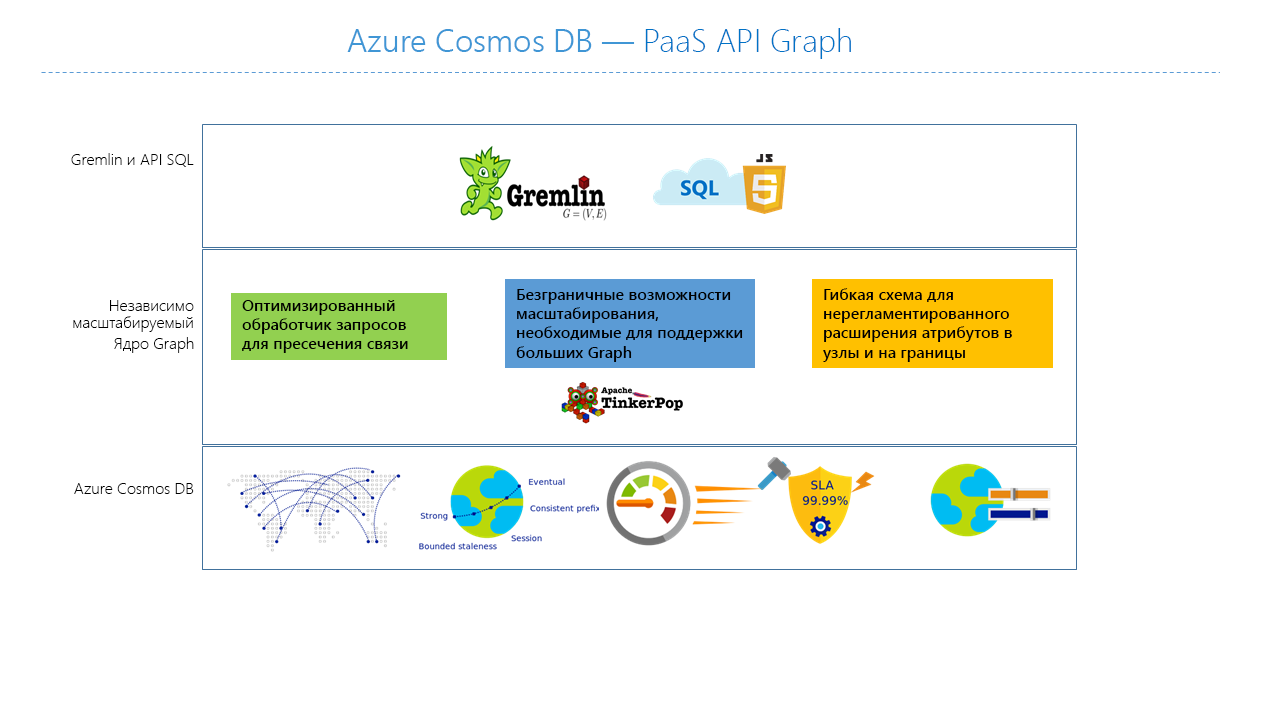 Azure Cosmos DB — PaaS API Graph
Gremlin и API SQL
Gremlin
G = (V, E)
SQL
JS
5
Независимо
масштабируемый
Ядро Graph
Оптимизированный
обработчик запросов
для пресечения связи
Безграничные возможности
масштабирования,
необходимые для поддержки
больших Graph
Гибкая схема для
нерегламентированного
расширения атрибутов в
узлы и на границы
Apache
TinkerPop
Azure Cosmos DB
Eventual
Consistent prefix
Strong
Session
Bounded staleness
SLA
99.99%